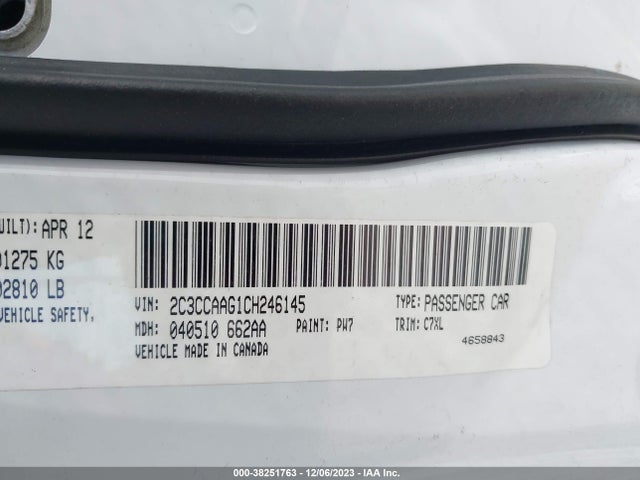 UILT): APR 12
01275 KG
02810 LB
VEHICLE SAFETY,
VIN: 2C3CCAAG1CH246145 TYPE: PASSENGER CAR
MDH: 040510 662AA PAINT: PW7 TRIM: C7XL
VEHICLE MADE IN CANADA 4658843
000-38251763 - 12/06/2023 - IAA Inc.